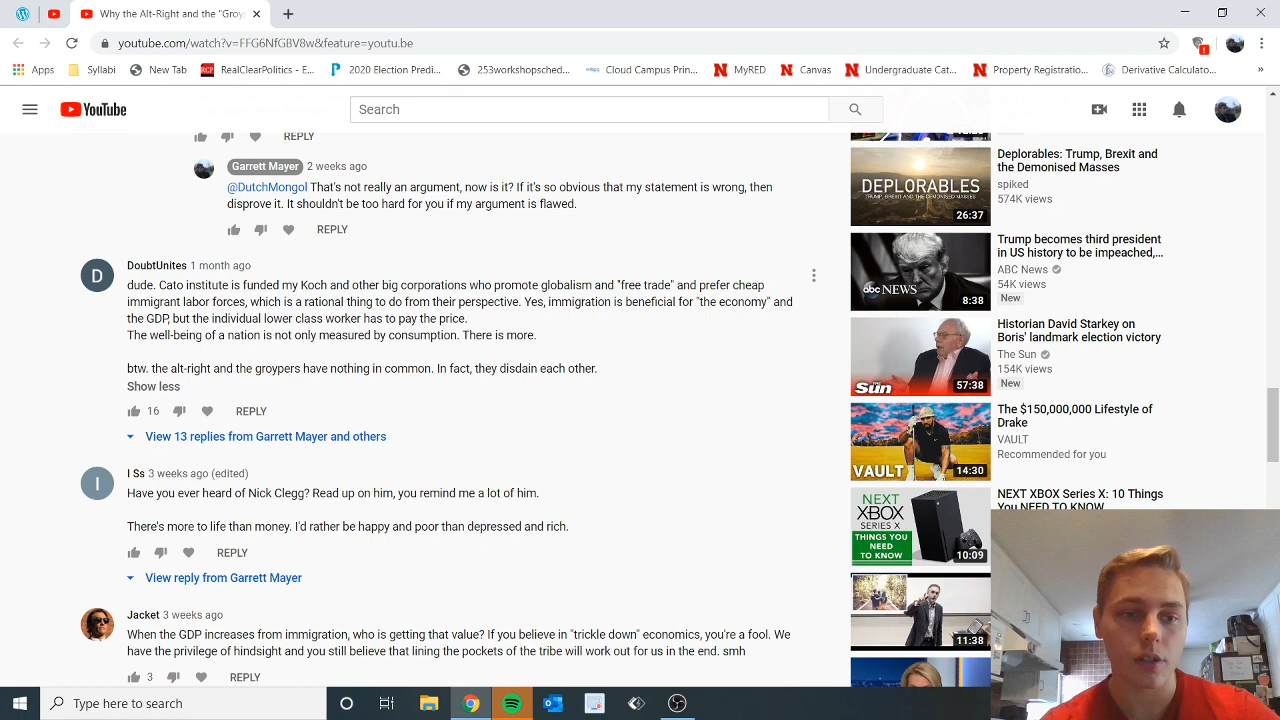 Why the Alt-Right and the "Groy
youtube.com/watch?v=FFG6NfGBV8w&feature=youtu.be
Apps
Syllabi
New Tab
RCP
RealClearPolitics - E...
2020 Election Predi...
253workshopsched...
Cloud Campus Prin...
MyRED
Canvas
Undergraduate Cat...
Property Registratio...
Derivative Calculato...
YouTube
Search
REPLY
Garrett Mayer 2 weeks ago
@DutchMongol That's not really an argument, now is it? If it's so obvious that my statement is wrong, then
disprove it. It shouldn't be too hard for you if my argument is flawed.
REPLY
D
DoubtUnites 1 month ago
dude. Cato institute is funded my Koch and other big corporations who promote globalism and "free trade" and prefer cheap
immigrant labor forces, which is a rational thing to do from their perspective. Yes, immigration is beneficial for "the economy" and
the GDP, but the individual lower class worker has to pay the price.
The well-being of a nation is not only measured by consumption. There is more.
btw. the alt-right and the groypers have nothing in common. In fact, they disdain each other.
Show less
16
REPLY
View 13 replies from Garrett Mayer and others
I
I Ss 3 weeks ago (edited)
Have you ever heard of Nick Clegg? Read up on him, you remind me a lot of him.
There's more to life than money. I'd rather be happy and poor than depressed and rich.
REPLY
View reply from Garrett Mayer
Jacket 3 weeks ago
When the GDP increases from immigration, who is getting that value? If you believe in "trickle down" economics, you're a fool. We
have the privilege of hindsight and you still believe that lining the pockets of the tribe will work out for us in the end. smh
3
REPLY
DEPLORABLES
TRUMP, BREXIT AND THE DEMONISED MASSES
26:37
Deplorables: Trump, Brexit and
the Demonised Masses
spiked
574K views
abc NEWS
8:38
Trump becomes third president
in US history to be impeached,...
ABC News
54K views
New
The Sun
57:38
Historian David Starkey on
Boris' landmark election victory
The Sun
154K views
New
VAULT
14:30
The $150,000,000 Lifestyle of
Drake
VAULT
Recommended for you
NEXT
XBOX
SERIES X
THINGS YOU
NEED
TO KNOW
10:09
NEXT XBOX Series X: 10 Things
You NEED TO KNOW
11:38
Type here to search